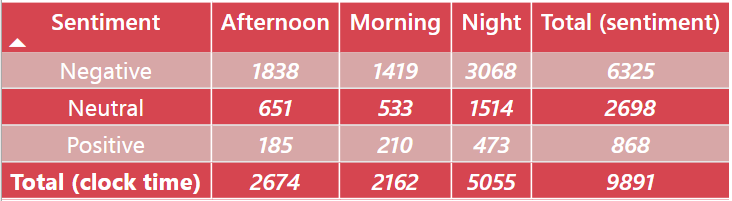 Sentiment Afternoon Morning Night Total (sentiment)
Negative 1838 1419 3068 6325
Neutral 651 533 1514 2698
Positive 185 210 473 868
Total (clock time) 2674 2162 5055 9891